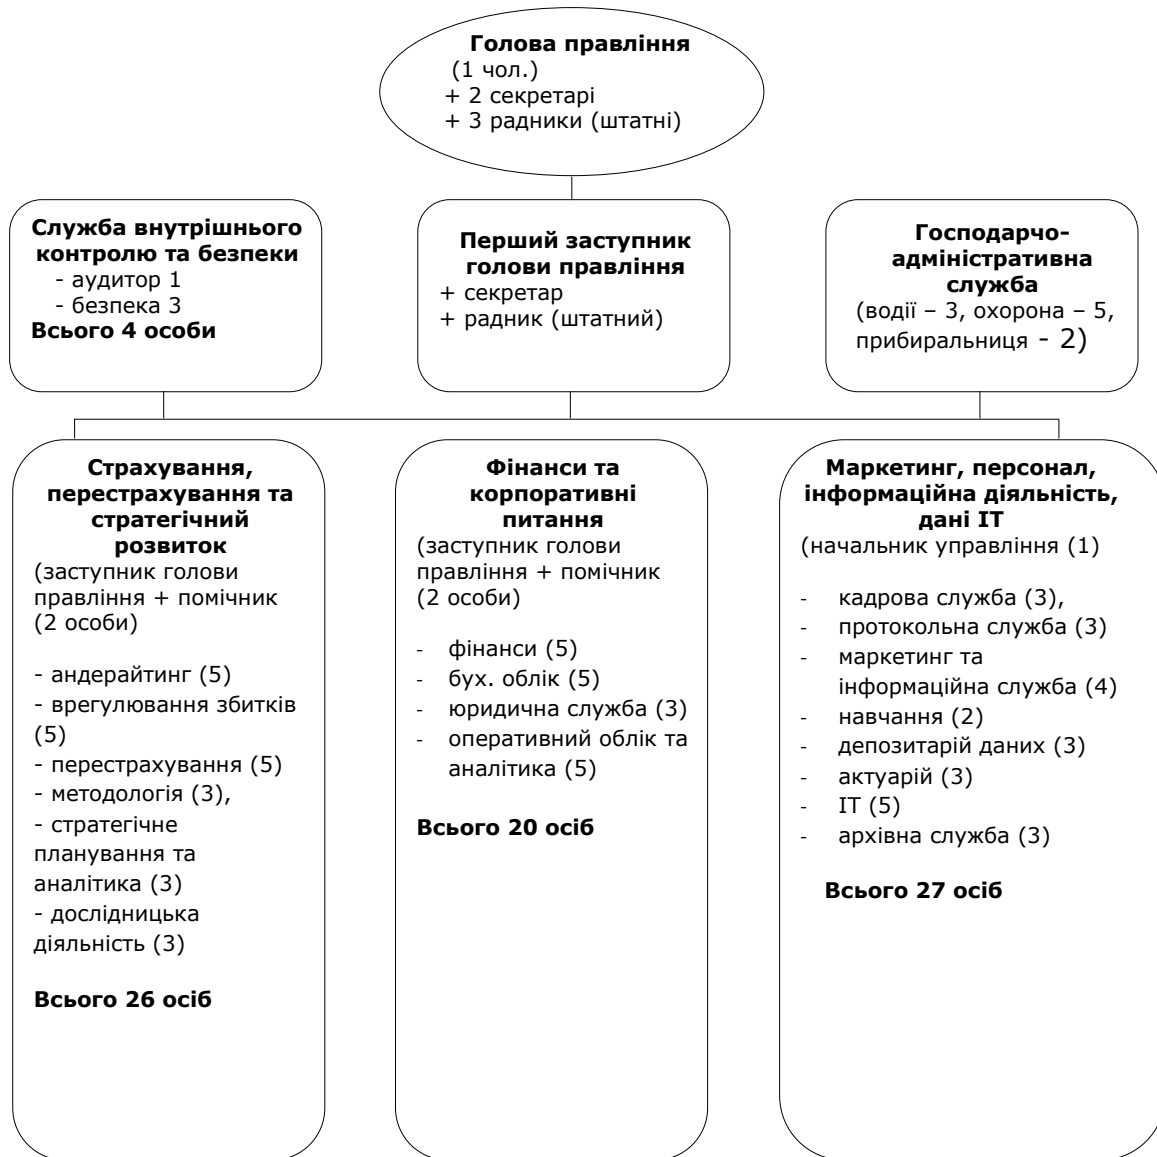 Голова правління
(1 чол.)
+ 2 секретарі
+ 3 радники (штатні)
Служба внутрішнього
контролю та безпеки
- аудитор 1
- безпека 3
Всього 4 особи
Перший заступник
голови правління
+ секретар
+ радник (штатний)
Господарчо-
адміністративна
служба
(водії – 3, охорона – 5,
прибиральниця - 2)
Страхування,
перестрахування та
стратегічний
розвиток
(заступник голови
правління + помічник
(2 особи)
- андерайтинг (5)
- врегулювання збитків
(5)
- перестрахування (5)
- методологія (3),
- стратегічне
планування та
аналітика (3)
- дослідницька
діяльність (3)
Всього 26 осіб
Фінанси та
корпоративні
питання
(заступник голови
правління + помічник
(2 особи)
- фінанси (5)
- бух. облік (5)
- юридична служба (3)
- оперативний облік та
аналітика (5)
Всього 20 осіб
Маркетинг, персонал,
інформаційна діяльність,
дані ІТ
(начальник управління (1)
- кадрова служба (3),
- протокольна служба (3)
- маркетинг та
інформаційна служба (4)
- навчання (2)
- депозитарій даних (3)
- актуарій (3)
- ІТ (5)
- архівна служба (3)
Всього 27 осіб